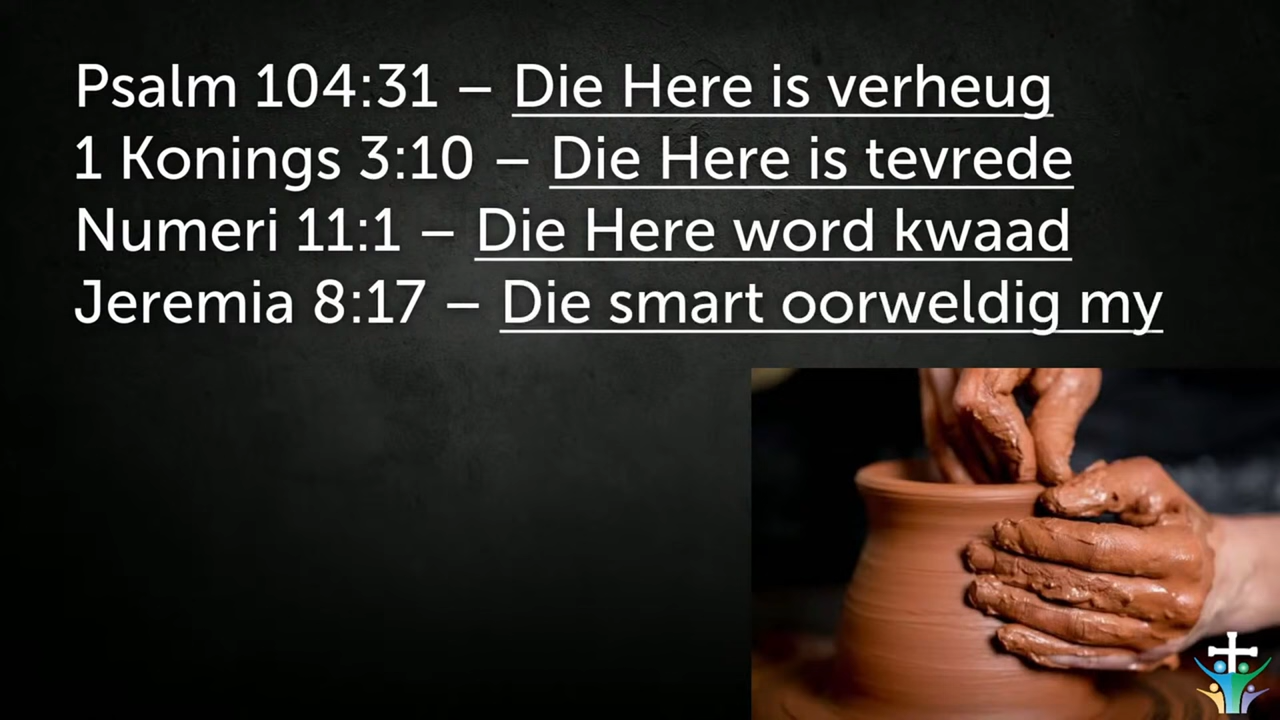 Psalm 104:31 – Die Here is verheug
1 Konings 3:10 – Die Here is tevrede
Numeri 11:1 – Die Here word kwaad
Jeremia 8:17 – Die smart oorweldig my